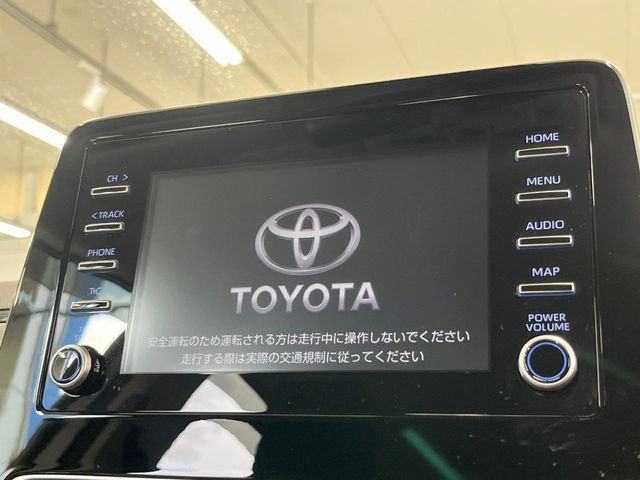 CH >
< TRACK
PHONE
T/C
HOME
MENU
AUDIO
MAP
POWER
VOLUME
TOYOTA
安全運転のため運転される方は走行中に操作しないでください
走行する際は実際の交通規制に従ってください